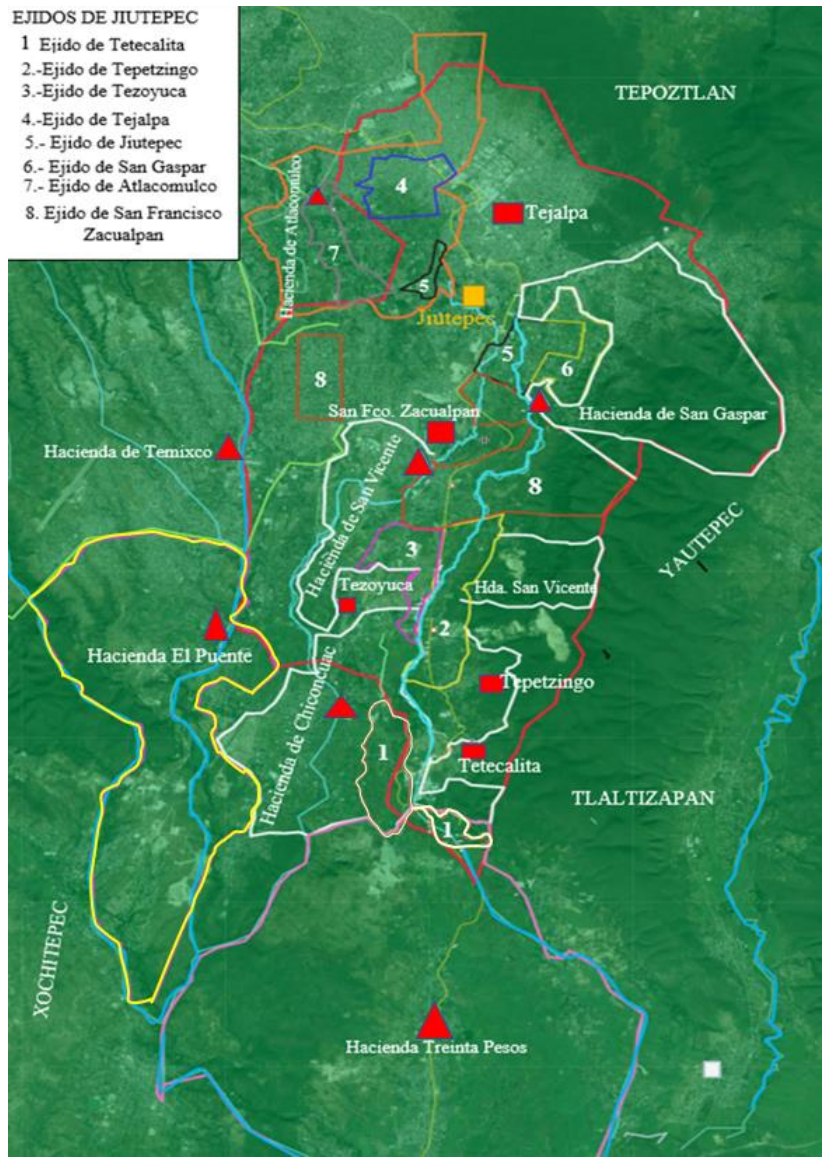 EJIDOS DE JIUTEPEC
1 Ejido de Tetecalita
2.-Ejido de Tepetzingo
3.-Ejido de Tezoyuca
4.-Ejido de Tejalpa
5.- Ejido de Jiutepec
6.- Ejido de San Gaspar
7.- Ejido de Atlacomulco
8. Ejido de San Francisco
Zacualpan
TEPOZTLAN
4
Tejalpa
Hacienda de Atlacomulco
7
5
Jiutepec
5
6
8
San Fco. Zacualpan
Hacienda de San Gaspar
Hacienda de Temixco
Hacienda de San Vicente
8
3
YAUTEPEC
Tezoyuca
Hda. San Vicente
2
Hacienda El Puente
Tepetzingo
Hacienda de Chiconcuac
1
Tetecalita
TLALTIZAPAN
1
XOCHITEPEC
Hacienda Treinta Pesos